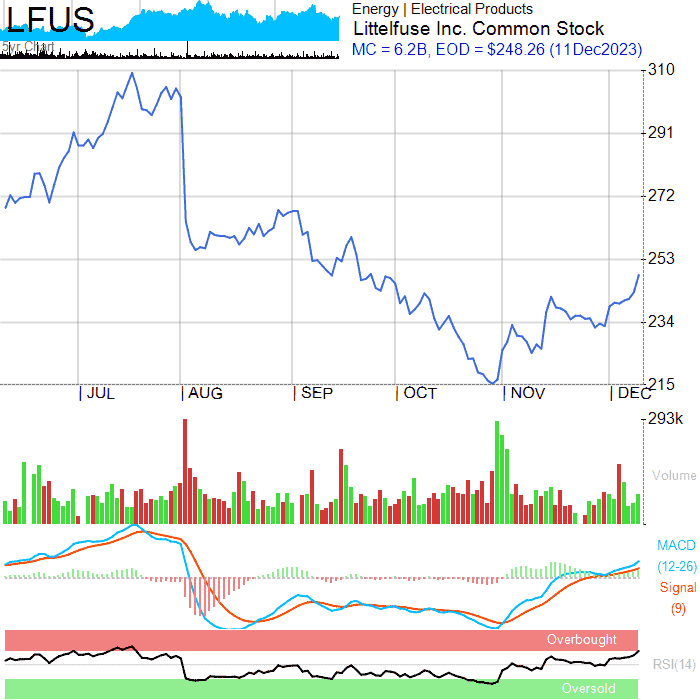 LFUS
5yr Chart
Energy | Electrical Products
Littelfuse Inc. Common Stock
MC = 6.2B, EOD = $248.26 (11Dec2023)
310
291
272
253
234
215
| JUL | AUG | SEP | OCT | NOV | DEC
293k
Volume
MACD
(12-26)
Signal
(9)
Overbought
RSI(14)
Oversold